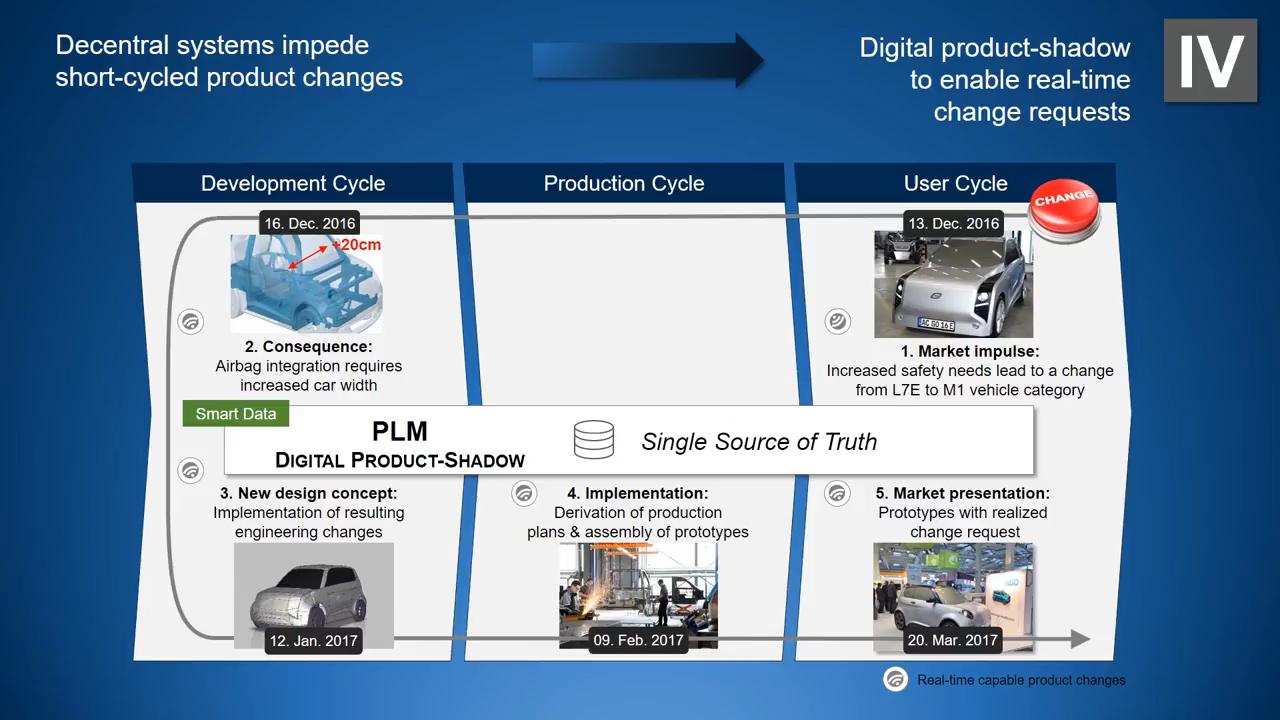 Decentral systems impede
short-cycled product changes
Digital product-shadow
to enable real-time
change requests
IV
Development Cycle
Production Cycle
User Cycle
CHANGE
16. Dec. 2016
+20cm
2. Consequence:
Airbag integration requires
increased car width
13. Dec. 2016
AC GO 16 E
1. Market impulse:
Increased safety needs lead to a change
from L7E to M1 vehicle category
Smart Data
PLM
DIGITAL PRODUCT-SHADOW
Single Source of Truth
3. New design concept:
Implementation of resulting
engineering changes
12. Jan. 2017
4. Implementation:
Derivation of production
plans & assembly of prototypes
09. Feb. 2017
5. Market presentation:
Prototypes with realized
change request
20. Mar. 2017
Real-time capable product changes